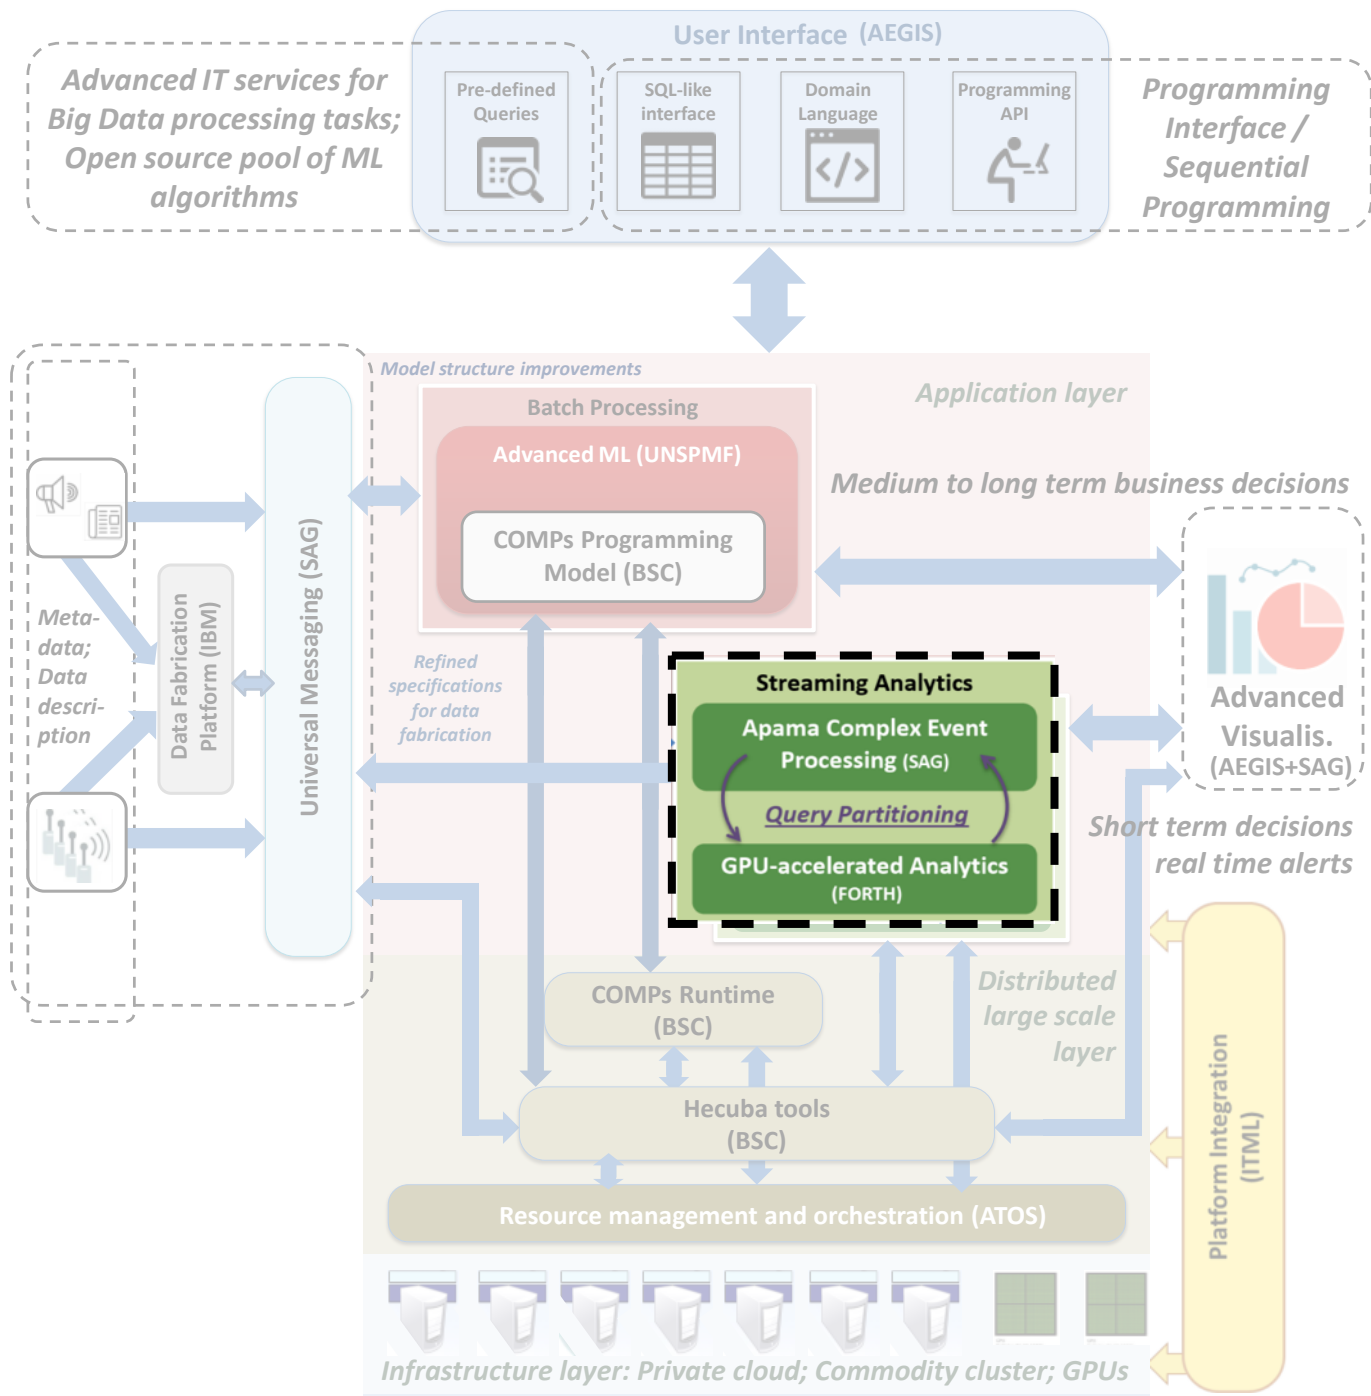 User Interface (AEGIS)
Advanced IT services for
Big Data processing tasks;
Open source pool of ML
algorithms
Pre-defined
Queries
SQL-like
interface
Domain
Language
Programming
API
Programming
Interface /
Sequential
Programming
Model structure improvements
Application layer
Batch Processing
Advanced ML (UNSPMF)
COMPs Programming
Model (BSC)
Medium to long term business decisions
Universal Messaging (SAG)
Data Fabrication
Platform (IBM)
Meta-
data;
Data
descri-
ption
Refined
specifications
for data
fabrication
Streaming Analytics
Apama Complex Event
Processing (SAG)
Query Partitioning
GPU-accelerated Analytics
(FORTH)
Advanced
Visualis.
(AEGIS+SAG)
Short term decisions
real time alerts
Distributed
large scale
layer
COMPs Runtime
(BSC)
Hecuba tools
(BSC)
Resource management and orchestration (ATOS)
Platform Integration
(ITML)
Infrastructure layer: Private cloud; Commodity cluster; GPUs